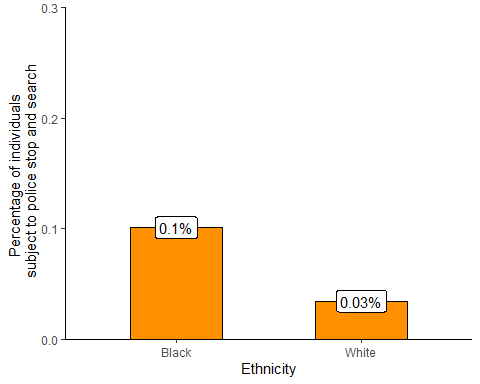 Percentage of individuals
subject to police stop and search
0.3
0.2
0.1
0.0
0.1%
0.03%
Black
White
Ethnicity